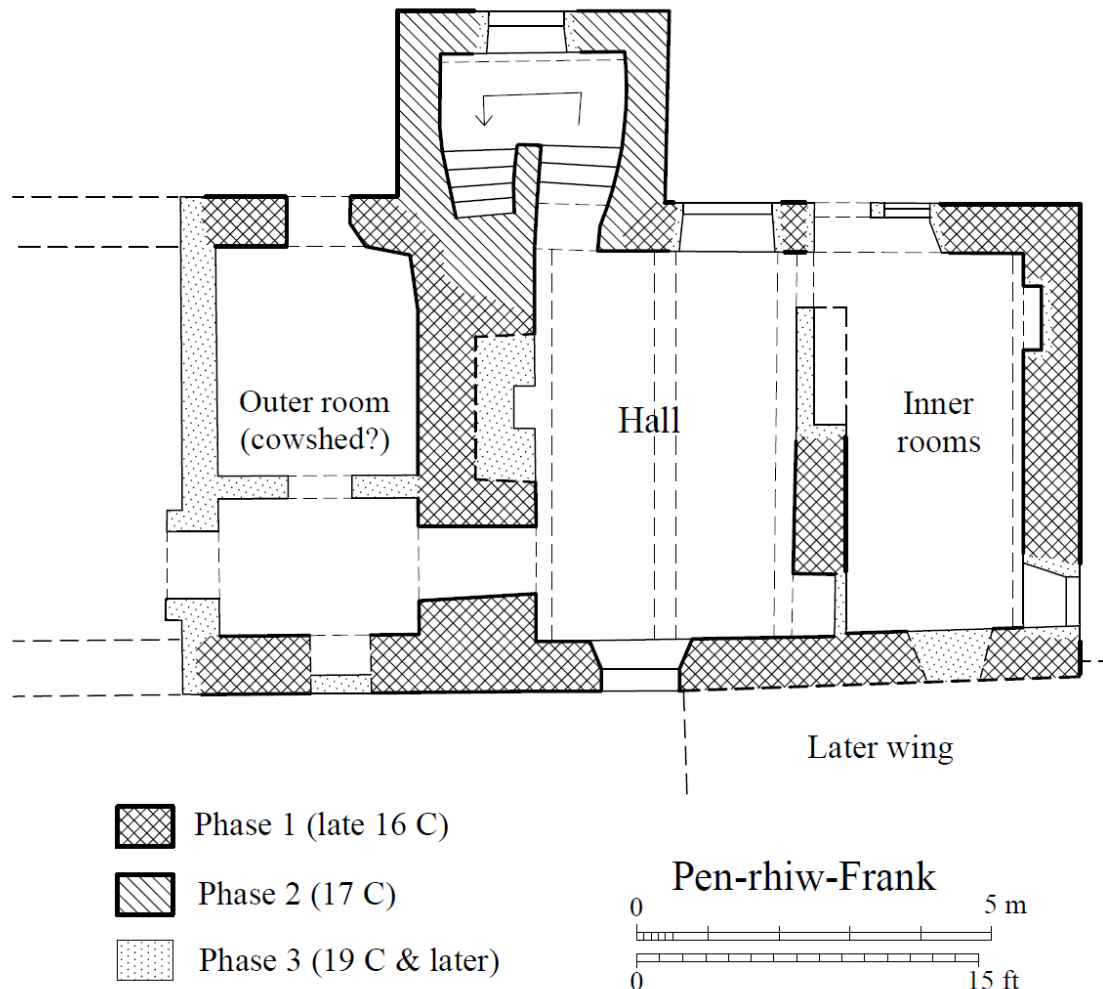 Outer room
(cowshed?)
Hall
Inner
rooms
Later wing
Phase 1 (late 16 C)
Phase 2 (17 C)
Phase 3 (19 C & later)
Pen-rhiw-Frank
0 5 m
0 15 ft